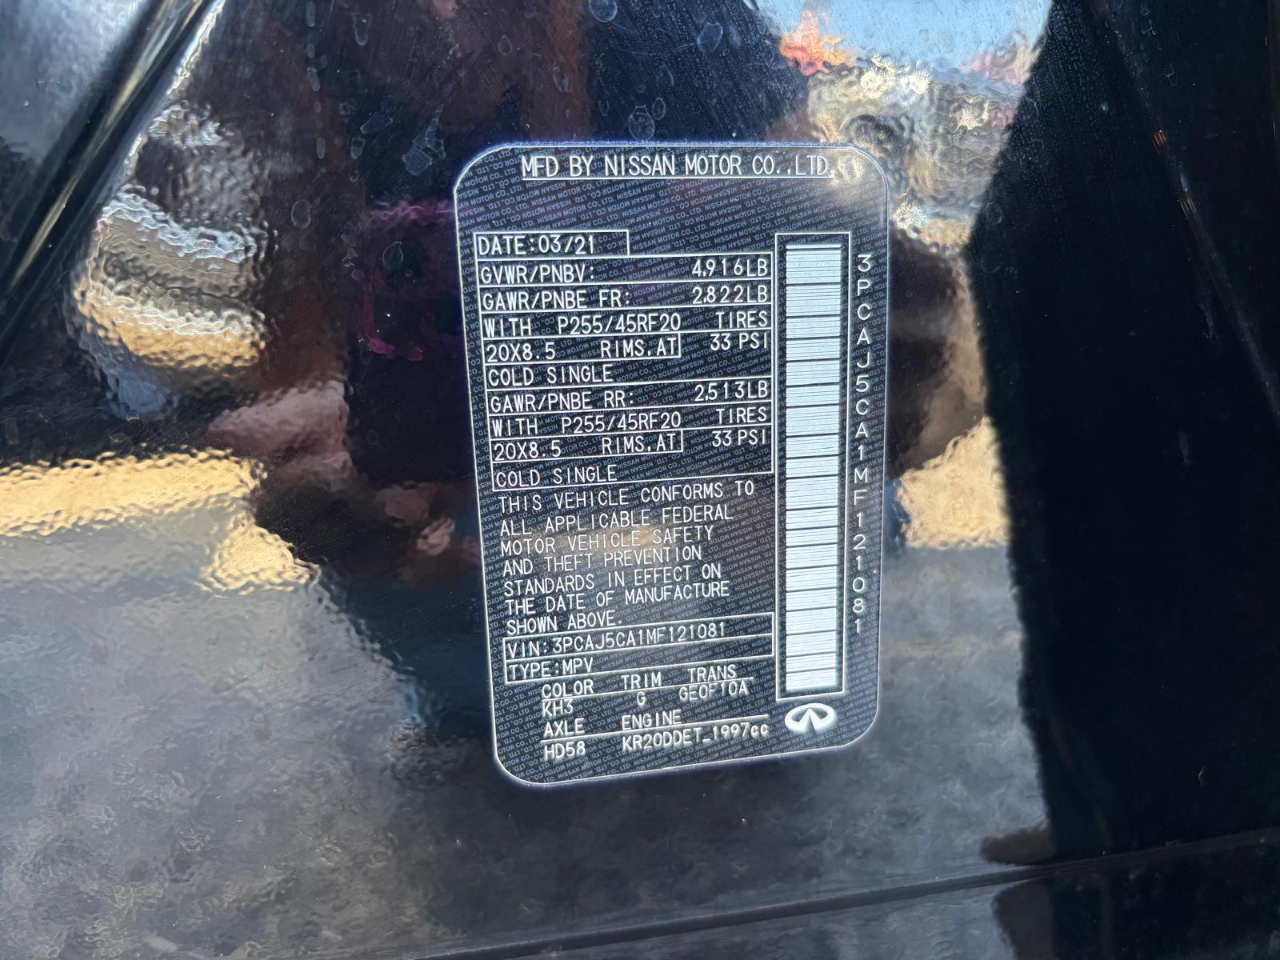 MFD BY NISSAN MOTOR CO.,LTD.
DATE:03/21
GVWR/PNBV: 4,916LB
GAWR/PNBE FR: 2,822LB
WITH P255/45RF20 TIRES
20X8.5 RIMS,AT 33 PSI
COLD SINGLE
GAWR/PNBE RR: 2,513LB
WITH P255/45RF20 TIRES
20X8.5 RIMS,AT 33 PSI
COLD SINGLE
THIS VEHICLE CONFORMS TO
ALL APPLICABLE FEDERAL
MOTOR VEHICLE SAFETY
AND THEFT PREVENTION
STANDARDS IN EFFECT ON
THE DATE OF MANUFACTURE
SHOWN ABOVE.
VIN:3PCAJ5CA1MF121081
TYPE:MPV
COLOR TRIM TRANS
KH3 G GEOF10A
AXLE ENGINE
HD58 KR20DDET_1997cc
3PCAJ5CA1MF121081